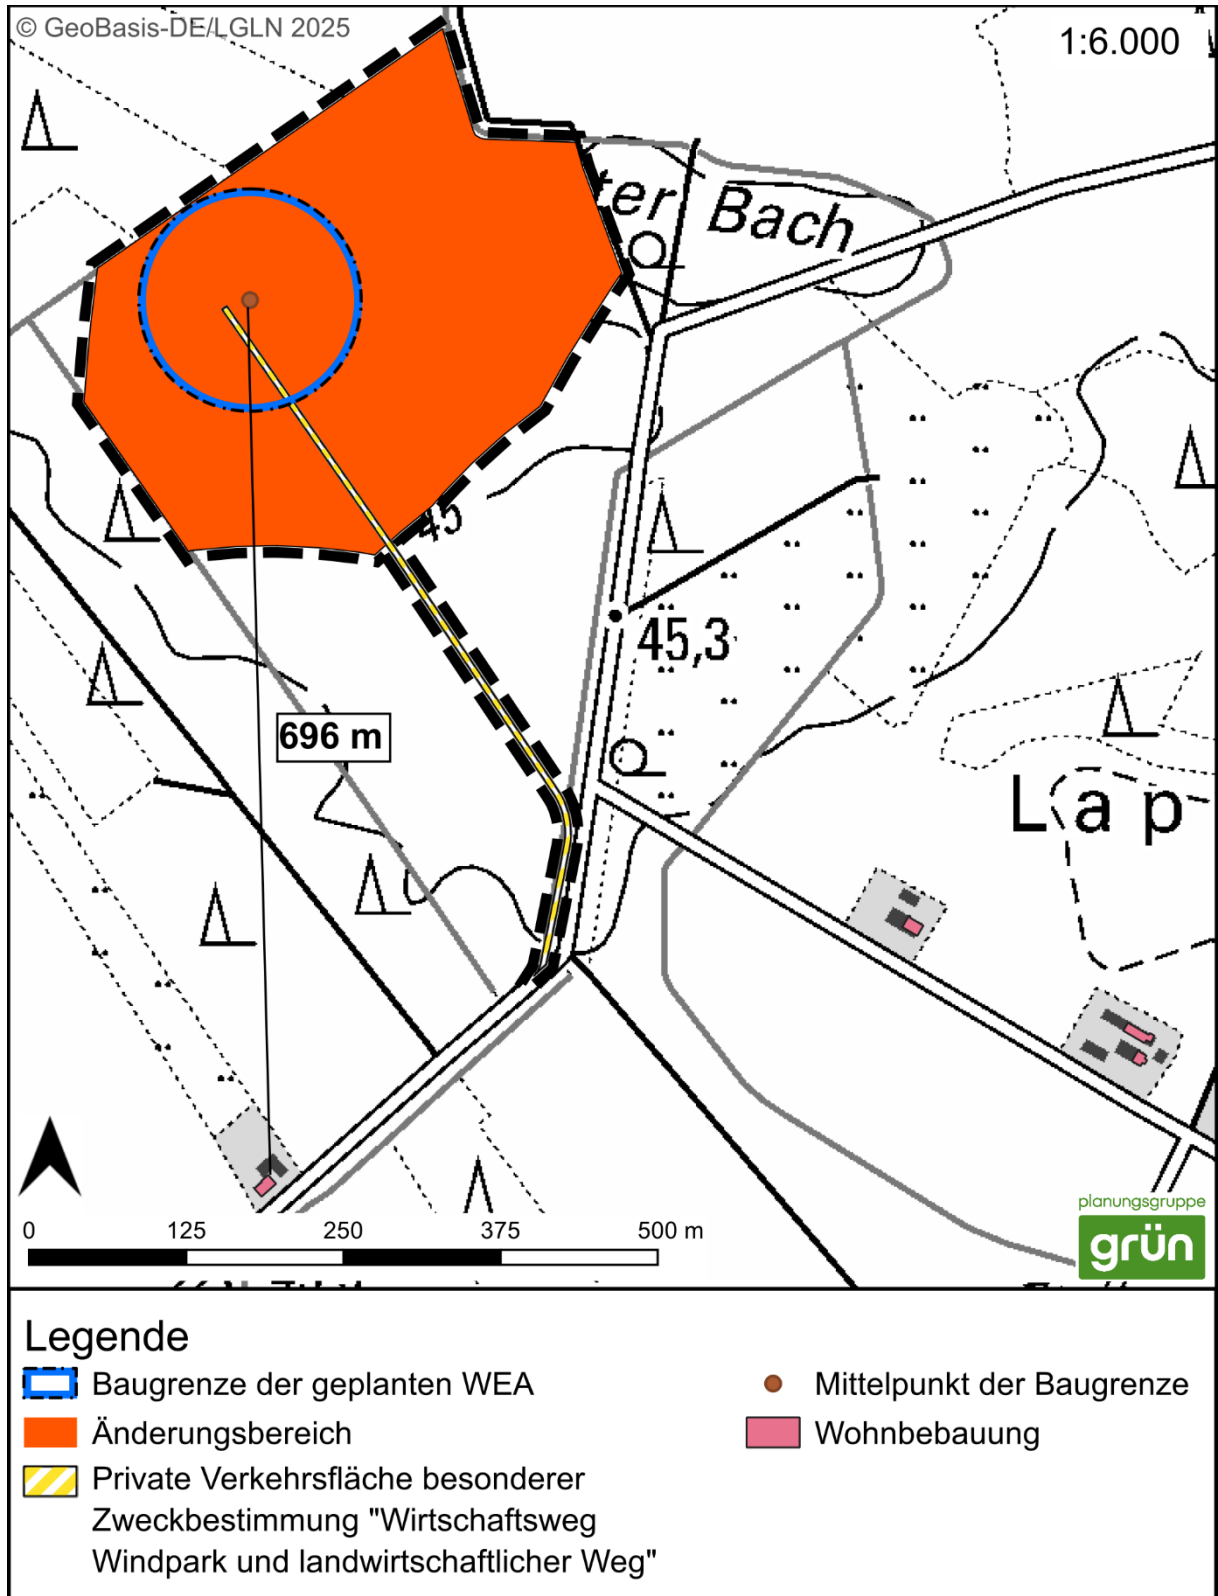 © GeoBasis-DE/LGLN 2025
1:6.000
ter Bach
45
45,3
696 m
Lap
0 125 250 375 500 m
planungsgruppe
grün
Legende
Baugrenze der geplanten WEA
Mittelpunkt der Baugrenze
Änderungsbereich
Wohnbebauung
Private Verkehrsfläche besonderer
Zweckbestimmung "Wirtschaftsweg
Windpark und landwirtschaftlicher Weg"